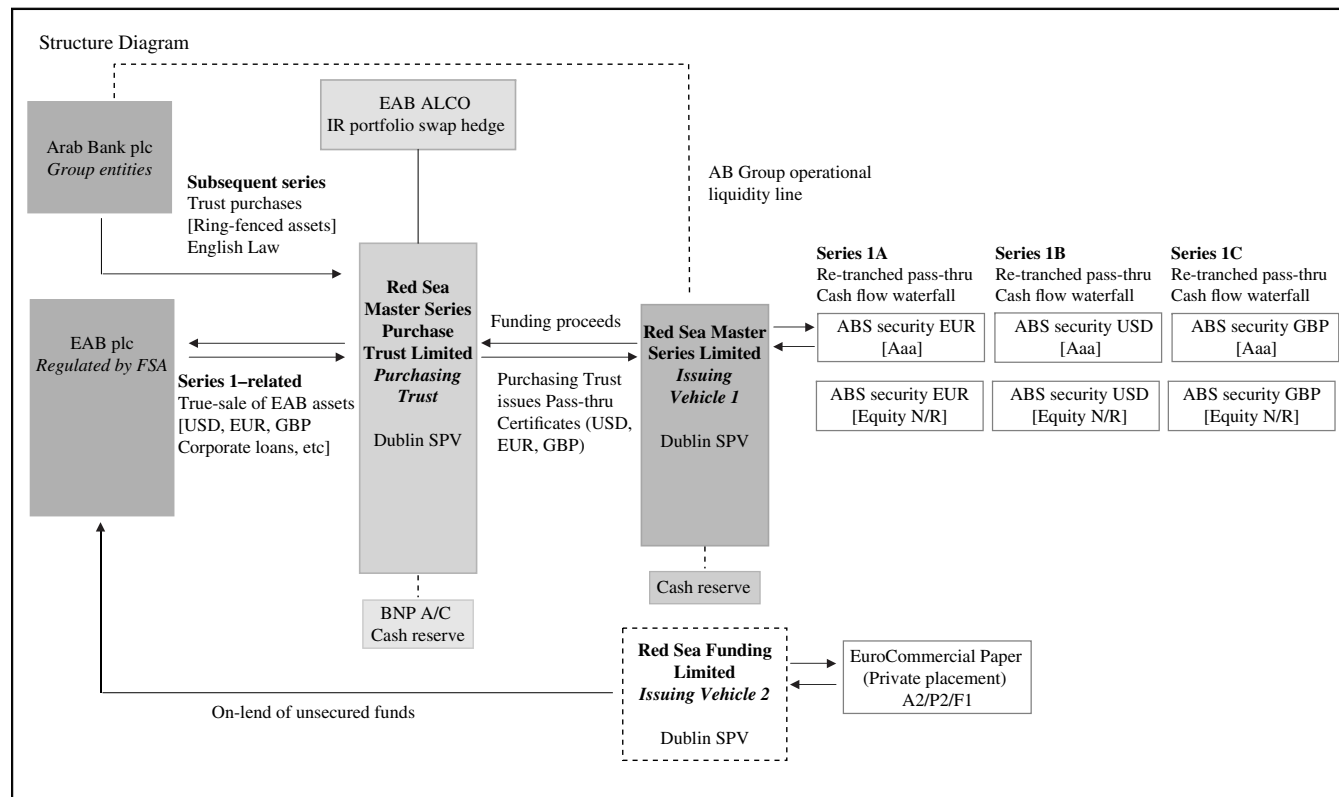 Structure Diagram
EAB ALCO
IR portfolio swap hedge
Arab Bank plc
Group entities
Subsequent series
Trust purchases
[Ring-fenced assets]
English Law
AB Group operational
liquidity line
EAB plc
Regulated by FSA
Series 1–related
True-sale of EAB assets
[USD, EUR, GBP
Corporate loans, etc]
Red Sea
Master Series
Purchase
Trust Limited
Purchasing
Trust
Dublin SPV
BNP A/C
Cash reserve
Funding proceeds
Purchasing Trust
issues Pass-thru
Certificates (USD,
EUR, GBP)
Red Sea Master
Series Limited
Issuing
Vehicle 1
Dublin SPV
Cash reserve
Series 1A
Re-tranched pass-thru
Cash flow waterfall
ABS security EUR
[Aaa]
ABS security EUR
[Equity N/R]
Series 1B
Re-tranched pass-thru
Cash flow waterfall
ABS security USD
[Aaa]
ABS security USD
[Equity N/R]
Series 1C
Re-tranched pass-thru
Cash flow waterfall
ABS security GBP
[Aaa]
ABS security GBP
[Equity N/R]
On-lend of unsecured funds
Red Sea Funding
Limited
Issuing Vehicle 2
Dublin SPV
EuroCommercial Paper
(Private placement)
A2/P2/F1